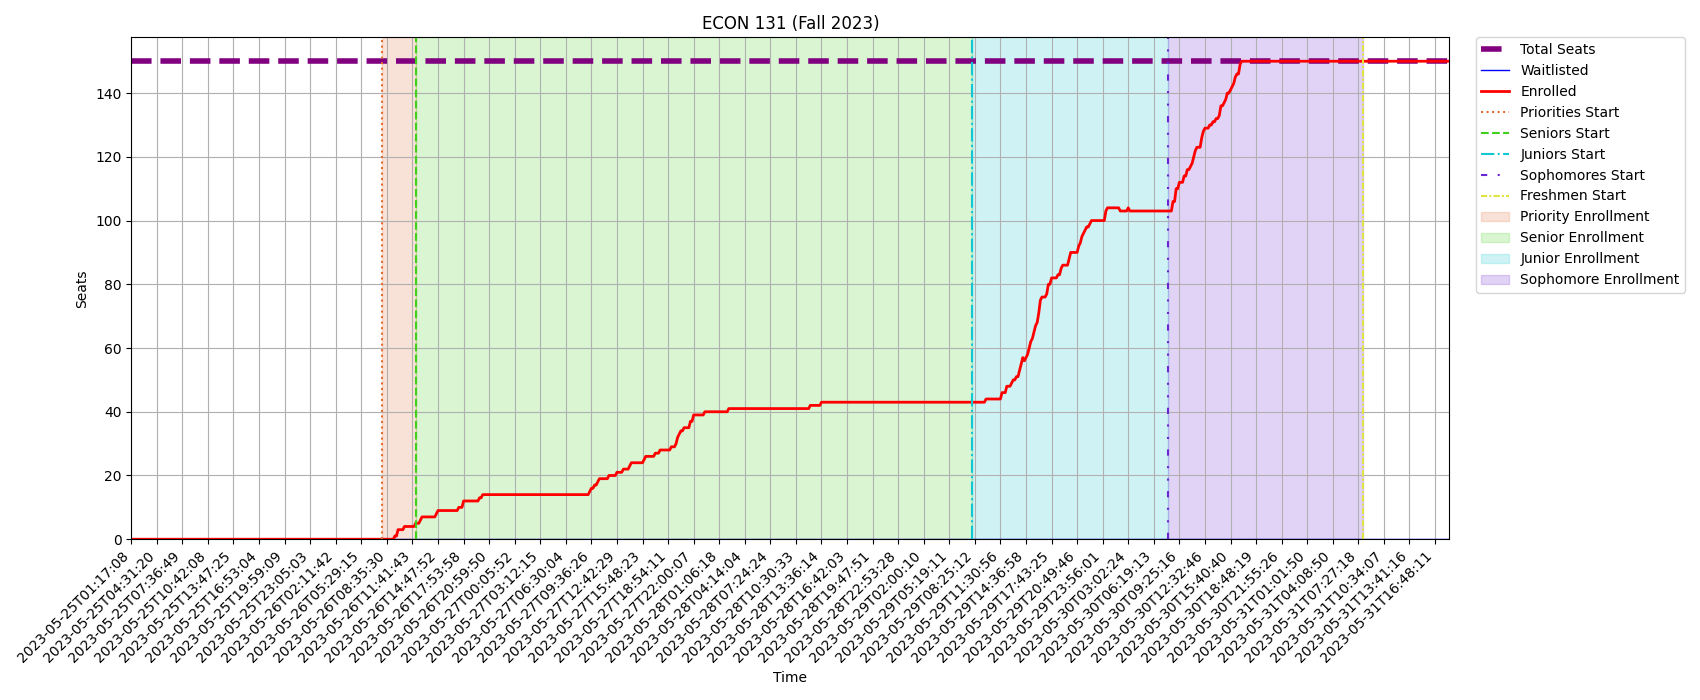 ECON 131 (Fall 2023)
Seats
140
120
100
80
60
40
20
0
2023-05-25T01:17:08
2023-05-25T04:31:20
2023-05-25T07:36:49
2023-05-25T10:42:08
2023-05-25T13:47:25
2023-05-25T16:53:04
2023-05-25T19:59:09
2023-05-25T23:05:03
2023-05-26T02:11:42
2023-05-26T05:29:15
2023-05-26T08:35:30
2023-05-26T11:41:43
2023-05-26T14:47:52
2023-05-26T17:53:58
2023-05-26T20:59:50
2023-05-27T00:05:52
2023-05-27T03:12:15
2023-05-27T06:30:04
2023-05-27T09:36:26
2023-05-27T12:42:29
2023-05-27T15:48:23
2023-05-27T18:54:11
2023-05-27T22:00:07
2023-05-28T01:06:18
2023-05-28T04:14:04
2023-05-28T07:24:24
2023-05-28T10:30:33
2023-05-28T13:36:14
2023-05-28T16:42:03
2023-05-28T19:47:51
2023-05-28T22:53:28
2023-05-29T02:00:10
2023-05-29T05:19:11
2023-05-29T08:25:12
2023-05-29T11:30:56
2023-05-29T14:36:58
2023-05-29T17:43:25
2023-05-29T20:49:46
2023-05-29T23:56:01
2023-05-30T03:02:24
2023-05-30T06:19:13
2023-05-30T09:25:16
2023-05-30T12:32:46
2023-05-30T15:40:40
2023-05-30T18:48:19
2023-05-30T21:55:26
2023-05-31T01:01:50
2023-05-31T04:08:50
2023-05-31T07:27:18
2023-05-31T10:34:07
2023-05-31T13:41:16
2023-05-31T16:48:11
Time
Total Seats
Waitlisted
Enrolled
Priorities Start
Seniors Start
Juniors Start
Sophomores Start
Freshmen Start
Priority Enrollment
Senior Enrollment
Junior Enrollment
Sophomore Enrollment